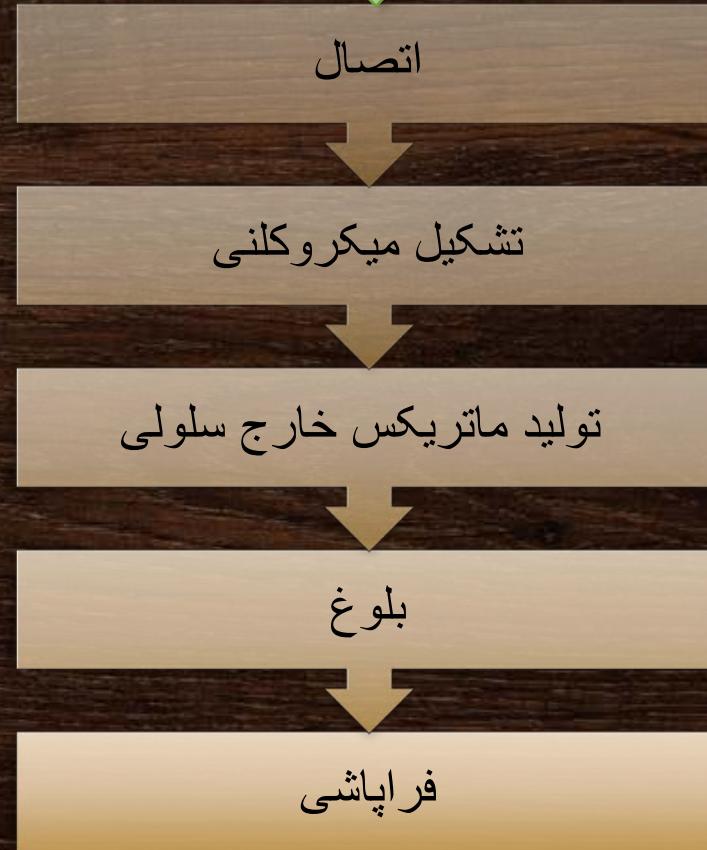 اتصال
تشکیل میکروکلنی
تولید ماتریکس خارج سلولی
بلوغ
فراپاشی